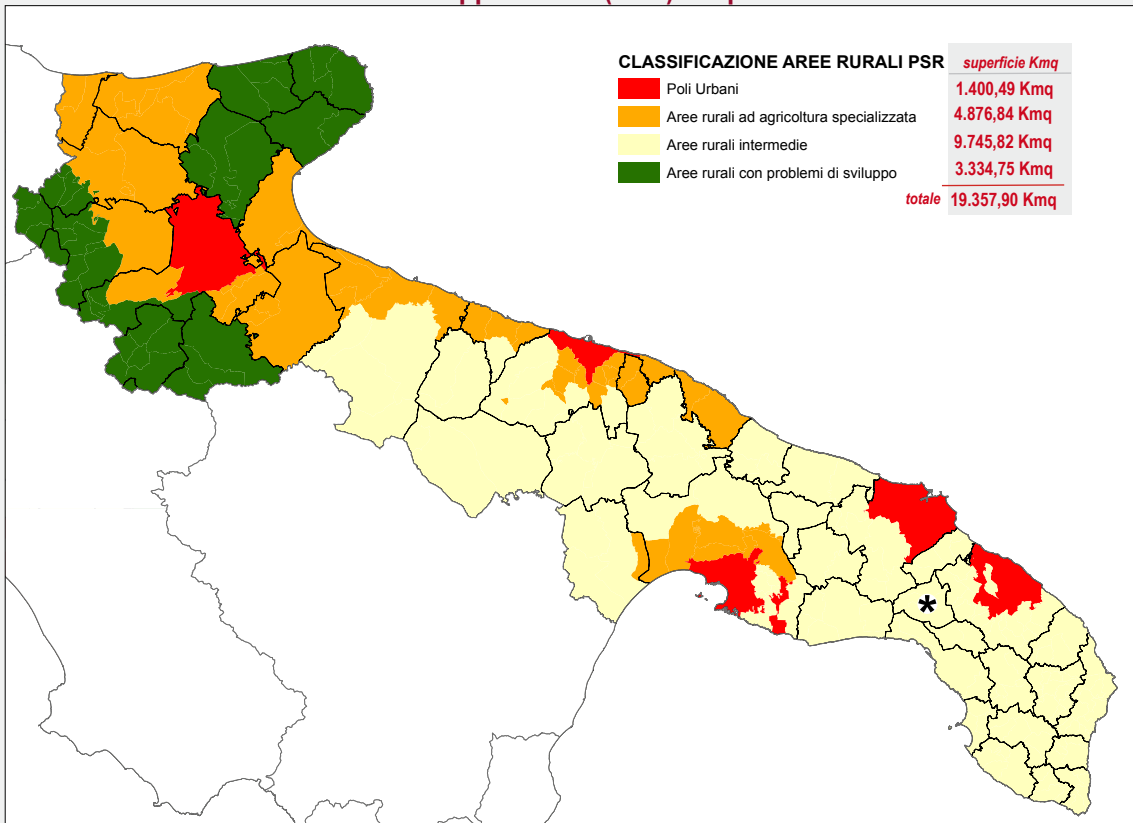 CLASSIFICAZIONE AREE RURALI PSR superficie Kmq
Poli Urbani 1.400,49 Kmq
Aree rurali ad agricoltura specializzata 4.876,84 Kmq
Aree rurali intermedie 9.745,82 Kmq
Aree rurali con problemi di sviluppo 3.334,75 Kmq
totale 19.357,90 Kmq
*